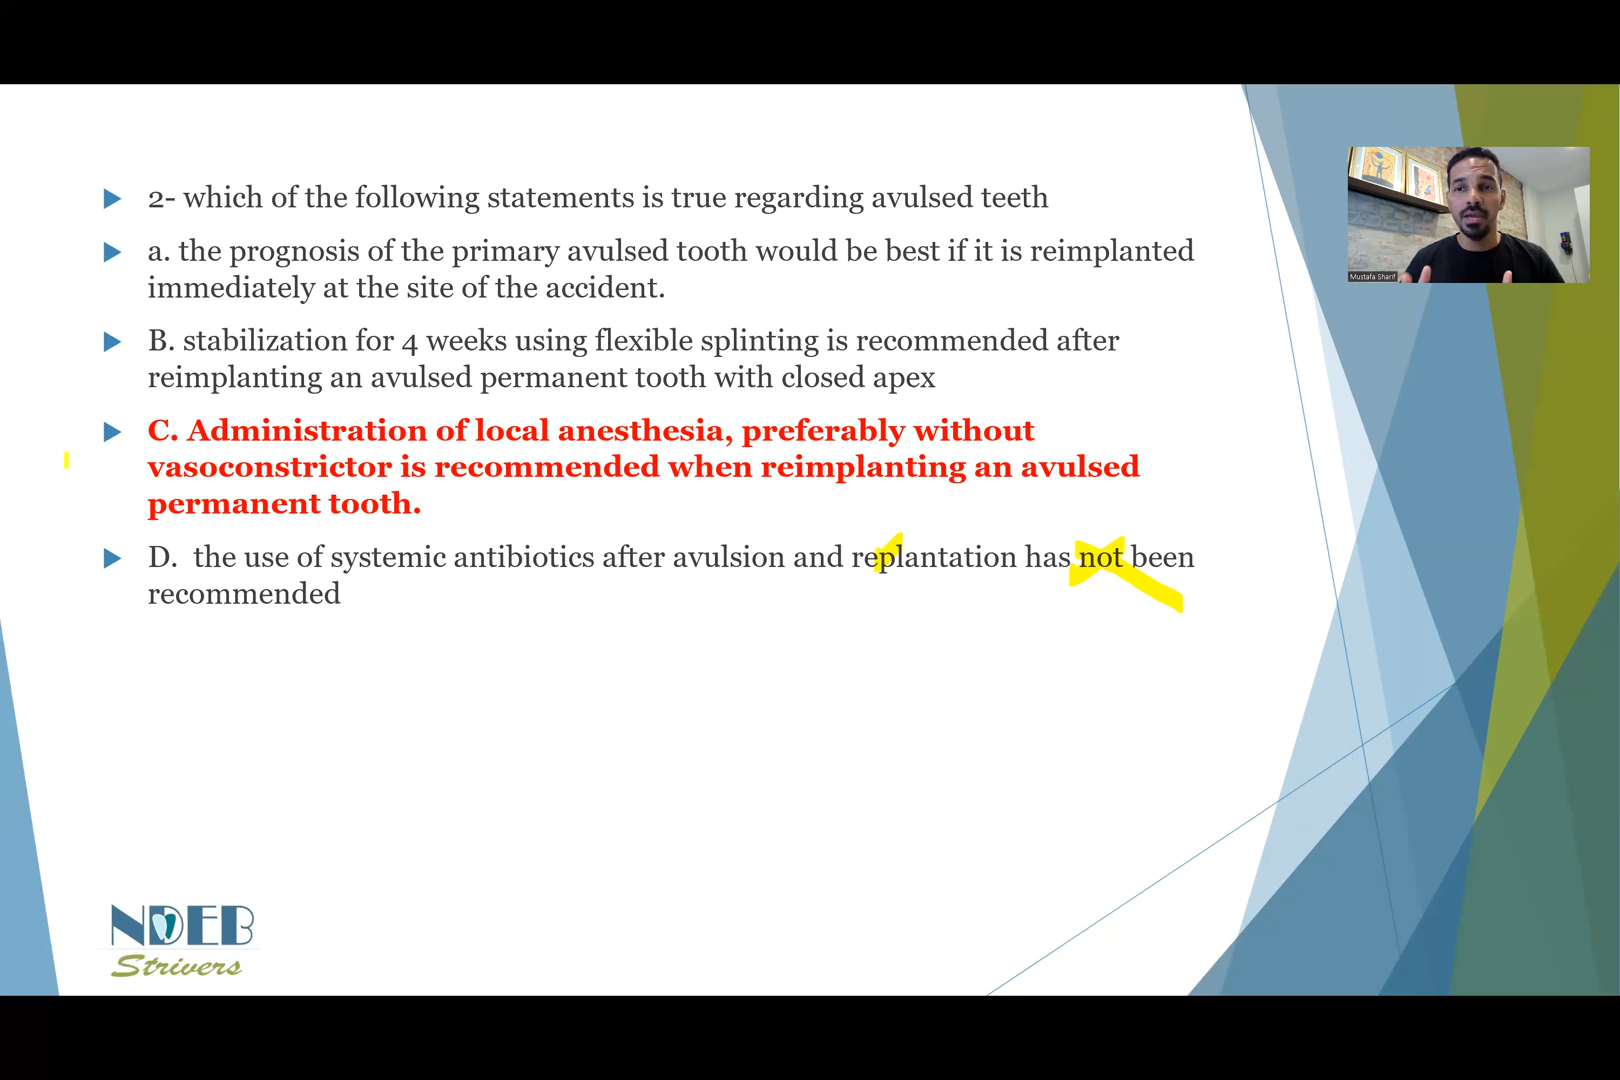 2- which of the following statements is true regarding avulsed teeth
a. the prognosis of the primary avulsed tooth would be best if it is reimplanted
immediately at the site of the accident.
B. stabilization for 4 weeks using flexible splinting is recommended after
reimplanting an avulsed permanent tooth with closed apex
C. Administration of local anesthesia, preferably without
vasoconstrictor is recommended when reimplanting an avulsed
permanent tooth.
D.  the use of systemic antibiotics after avulsion and replantation has not been
recommended
Mustafa Sharif
NDEB
Strivers